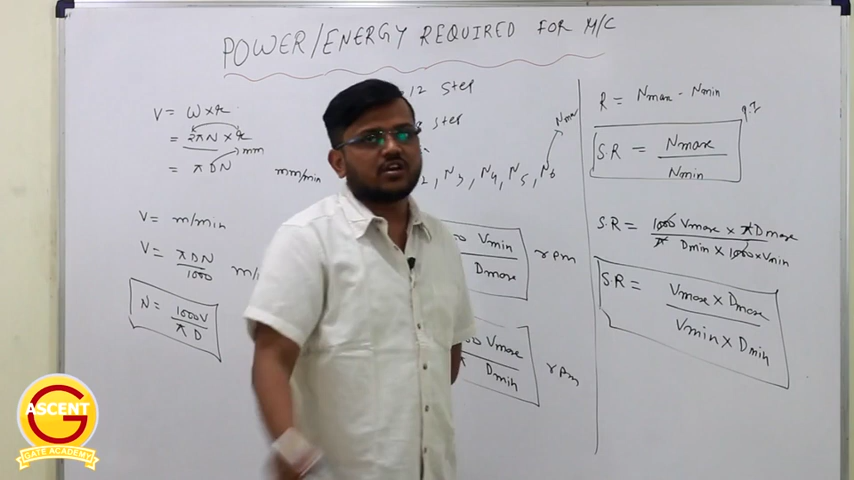 POWER/ENERGY REQUIRED FOR M/C
V = ω × r
= 2πN × r
mm
= πDN mm/min
V = m/min
V = πDN/1000
N = 1000V/πD
12 step
step
2, N3, N4, N5, N6
Nmax
Vmin
Dmax
rpm
Vmax
Dmin
rpm
R = Nmax - Nmin
S.R = Nmax/Nmin
S.R = 1000 Vmax × πDmax/π Dmin × 1000 × Vmin
S.R = Vmax × Dmax/Vmin × Dmin
ASCENT
G
GATE ACADEMY